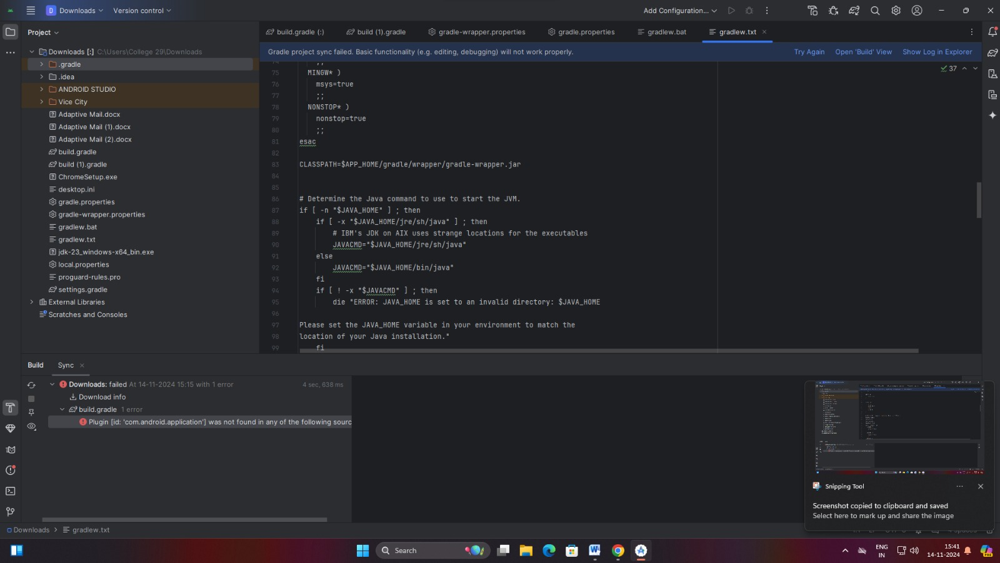 D Downloads Version control Add Configuration...
Project
Downloads [:] C:\Users\College 29\Downloads
.gradle
.idea
ANDROID STUDIO
Vice City
Adaptive Mail.docx
Adaptive Mail (1).docx
Adaptive Mail (2).docx
build.gradle
build (1).gradle
ChromeSetup.exe
desktop.ini
gradle.properties
gradle-wrapper.properties
gradlew.bat
gradlew.txt
jdk-23_windows-x64_bin.exe
local.properties
proguard-rules.pro
settings.gradle
External Libraries
Scratches and Consoles
build.gradle (:) build (1).gradle gradle-wrapper.properties gradle.properties gradlew.bat gradlew.txt
Gradle project sync failed. Basic functionality (e.g. editing, debugging) will not work properly. Try Again Open 'Build' View Show Log in Explorer
37
74 ;;
75 MINGW* )
76 msys=true
77 ;;
78 NONSTOP* )
79 nonstop=true
80 ;;
81 esac
82
83 CLASSPATH=$APP_HOME/gradle/wrapper/gradle-wrapper.jar
84
85
86 # Determine the Java command to use to start the JVM.
87 if [ -n "$JAVA_HOME" ] ; then
88 if [ -x "$JAVA_HOME/jre/sh/java" ] ; then
89 # IBM's JDK on AIX uses strange locations for the executables
90 JAVACMD="$JAVA_HOME/jre/sh/java"
91 else
92 JAVACMD="$JAVA_HOME/bin/java"
93 fi
94 if [ ! -x "$JAVACMD" ] ; then
95 die "ERROR: JAVA_HOME is set to an invalid directory: $JAVA_HOME
96
97 Please set the JAVA_HOME variable in your environment to match the
98 location of your Java installation."
99 fi
Build Sync
Downloads: failed At 14-11-2024 15:15 with 1 error 4 sec, 638 ms
Download info
build.gradle 1 error
Plugin [id: 'com.android.application'] was not found in any of the following sourc
Snipping Tool
Screenshot copied to clipboard and saved
Select here to mark up and share the image
Downloads gradlew.txt
Search
ENG
IN
15:41
14-11-2024